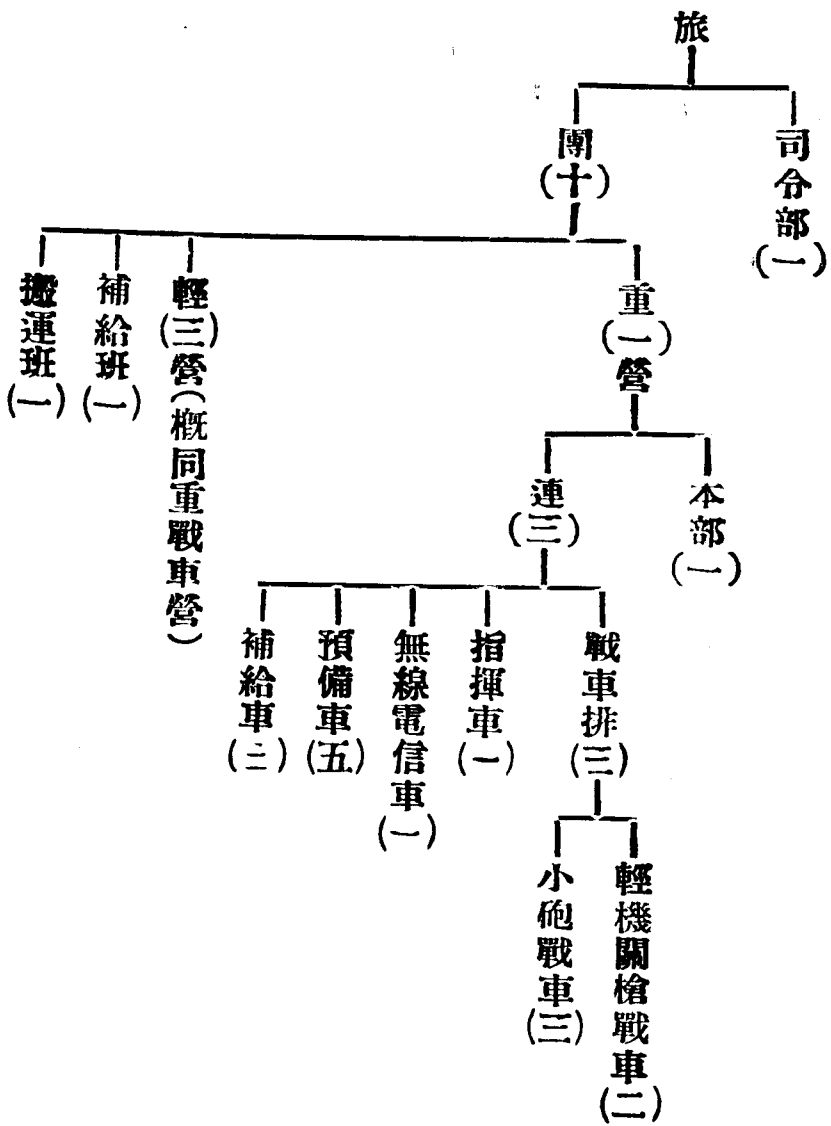 旅
司令部(一)
團(十)
重(一)營
本部(一)
連(三)
戰車排(三)
輕機關槍戰車(二)
小砲戰車(三)
指揮車(一)
無線電信車(一)
預備車(五)
補給車(二)
輕(三)營(概同重戰車營)
補給班(一)
搬運班(一)